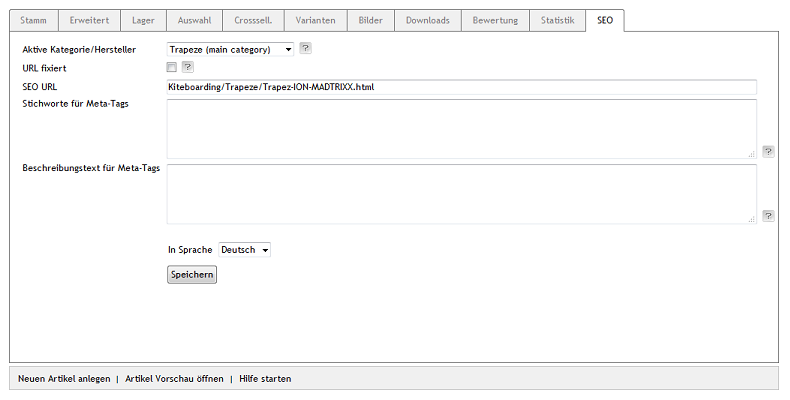 Stamm Erweitert Lager Auswahl Crosssell. Varianten Bilder Downloads Bewertung Statistik SEO
Aktive Kategorie/Hersteller Trapeze (main category) ?
URL fixiert ?
SEO URL Kiteboarding/Trapeze/Trapez-ION-MADTRIXX.html
Stichworte für Meta-Tags
?
Beschreibungstext für Meta-Tags
?
In Sprache Deutsch
Speichern
Neuen Artikel anlegen | Artikel Vorschau öffnen | Hilfe starten